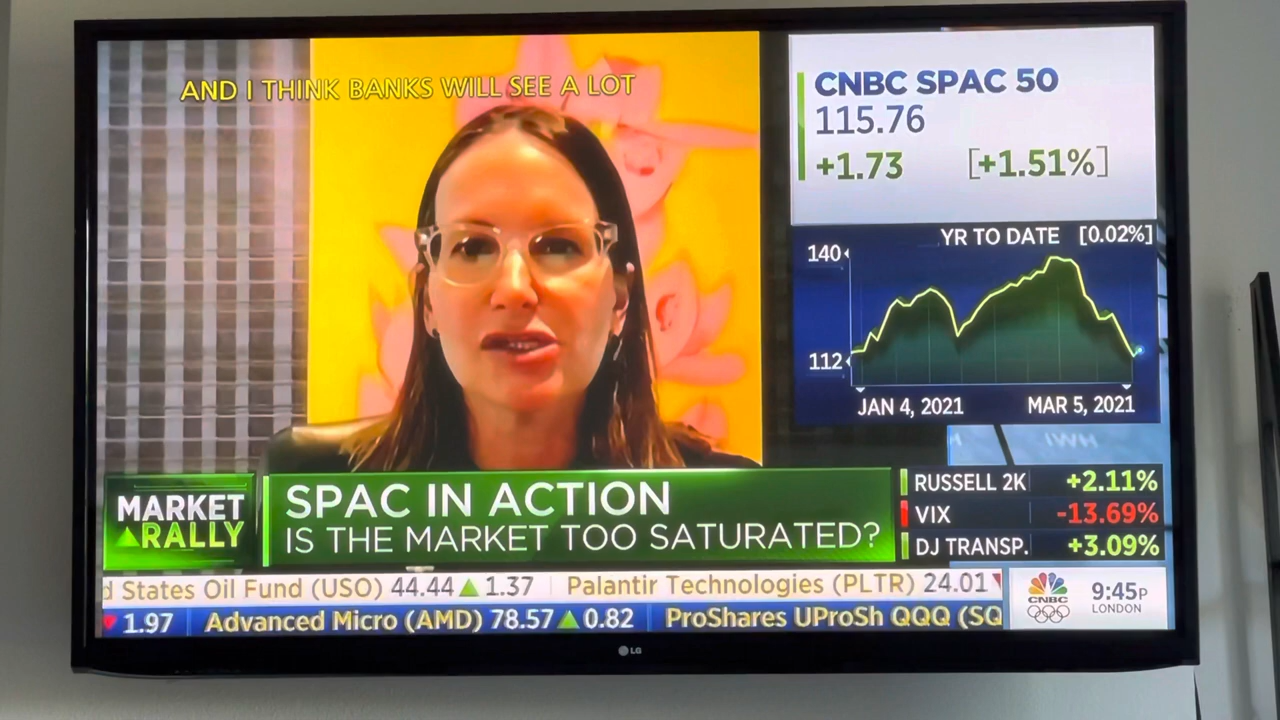 AND I THINK BANKS WILL SEE A LOT
CNBC SPAC 50
115.76
+1.73 [+1.51%]
YR TO DATE [0.02%]
140
112
JAN 4, 2021 MAR 5, 2021
MARKET
RALLY
SPAC IN ACTION
IS THE MARKET TOO SATURATED?
RUSSELL 2K +2.11%
VIX -13.69%
DJ TRANSP. +3.09%
d States Oil Fund (USO) 44.44 ▲ 1.37 Palantir Technologies (PLTR) 24.01
1.97 Advanced Micro (AMD) 78.57 ▲ 0.82 ProShares UProSh QQQ (SQ
CNBC
9:45P
LONDON
LG